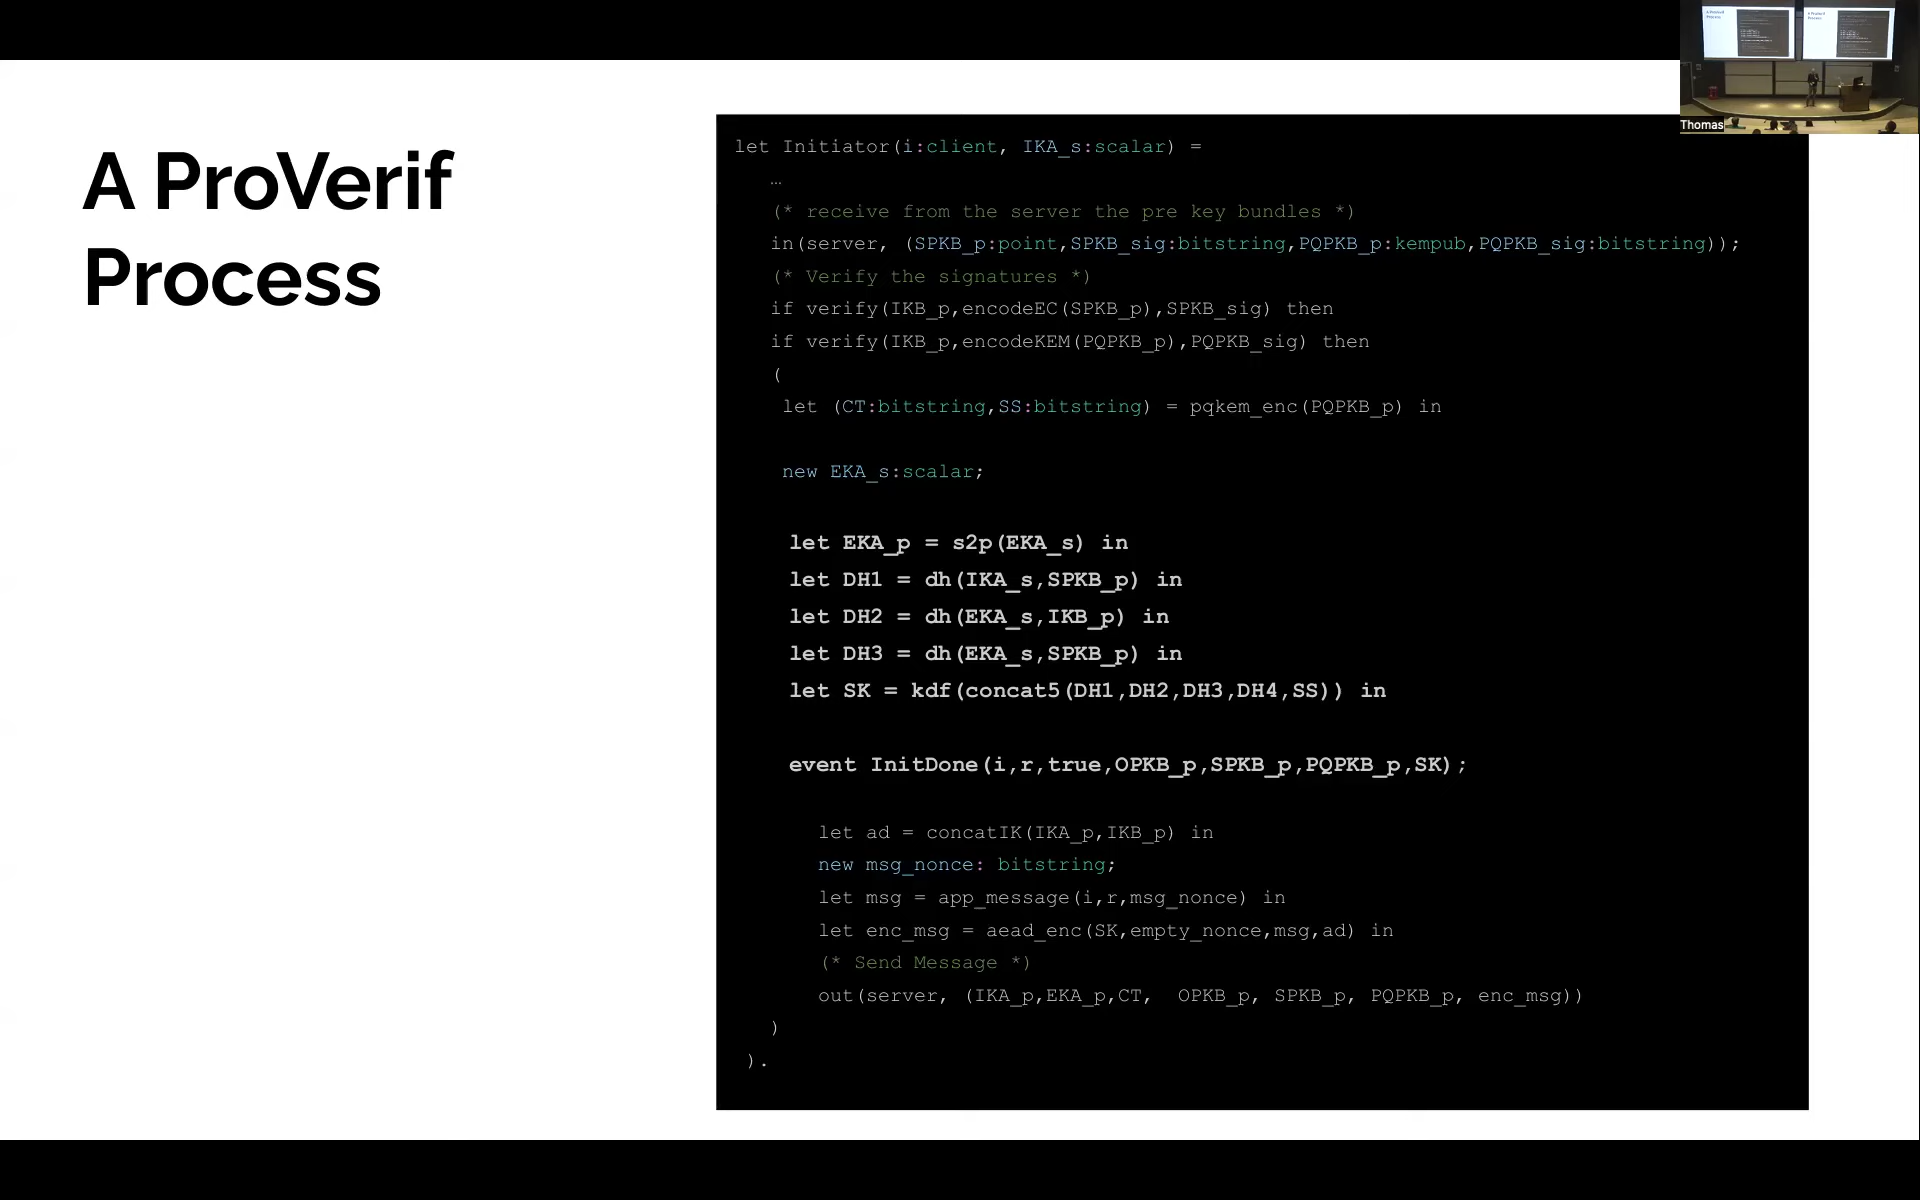 A ProVerif
Process
let Initiator(i:client, IKA_s:scalar) =
…
(* receive from the server the pre key bundles *)
in(server, (SPKB_p:point,SPKB_sig:bitstring,PQPKB_p:kempub,PQPKB_sig:bitstring));
(* Verify the signatures *)
if verify(IKB_p,encodeEC(SPKB_p),SPKB_sig) then
if verify(IKB_p,encodeKEM(PQPKB_p),PQPKB_sig) then
(
let (CT:bitstring,SS:bitstring) = pqkem_enc(PQPKB_p) in
new EKA_s:scalar;
let EKA_p = s2p(EKA_s) in
let DH1 = dh(IKA_s,SPKB_p) in
let DH2 = dh(EKA_s,IKB_p) in
let DH3 = dh(EKA_s,SPKB_p) in
let SK = kdf(concat5(DH1,DH2,DH3,DH4,SS)) in
event InitDone(i,r,true,OPKB_p,SPKB_p,PQPKB_p,SK);
let ad = concatIK(IKA_p,IKB_p) in
new msg_nonce: bitstring;
let msg = app_message(i,r,msg_nonce) in
let enc_msg = aead_enc(SK,empty_nonce,msg,ad) in
(* Send Message *)
out(server, (IKA_p,EKA_p,CT, OPKB_p, SPKB_p, PQPKB_p, enc_msg))
)
).
Thomas